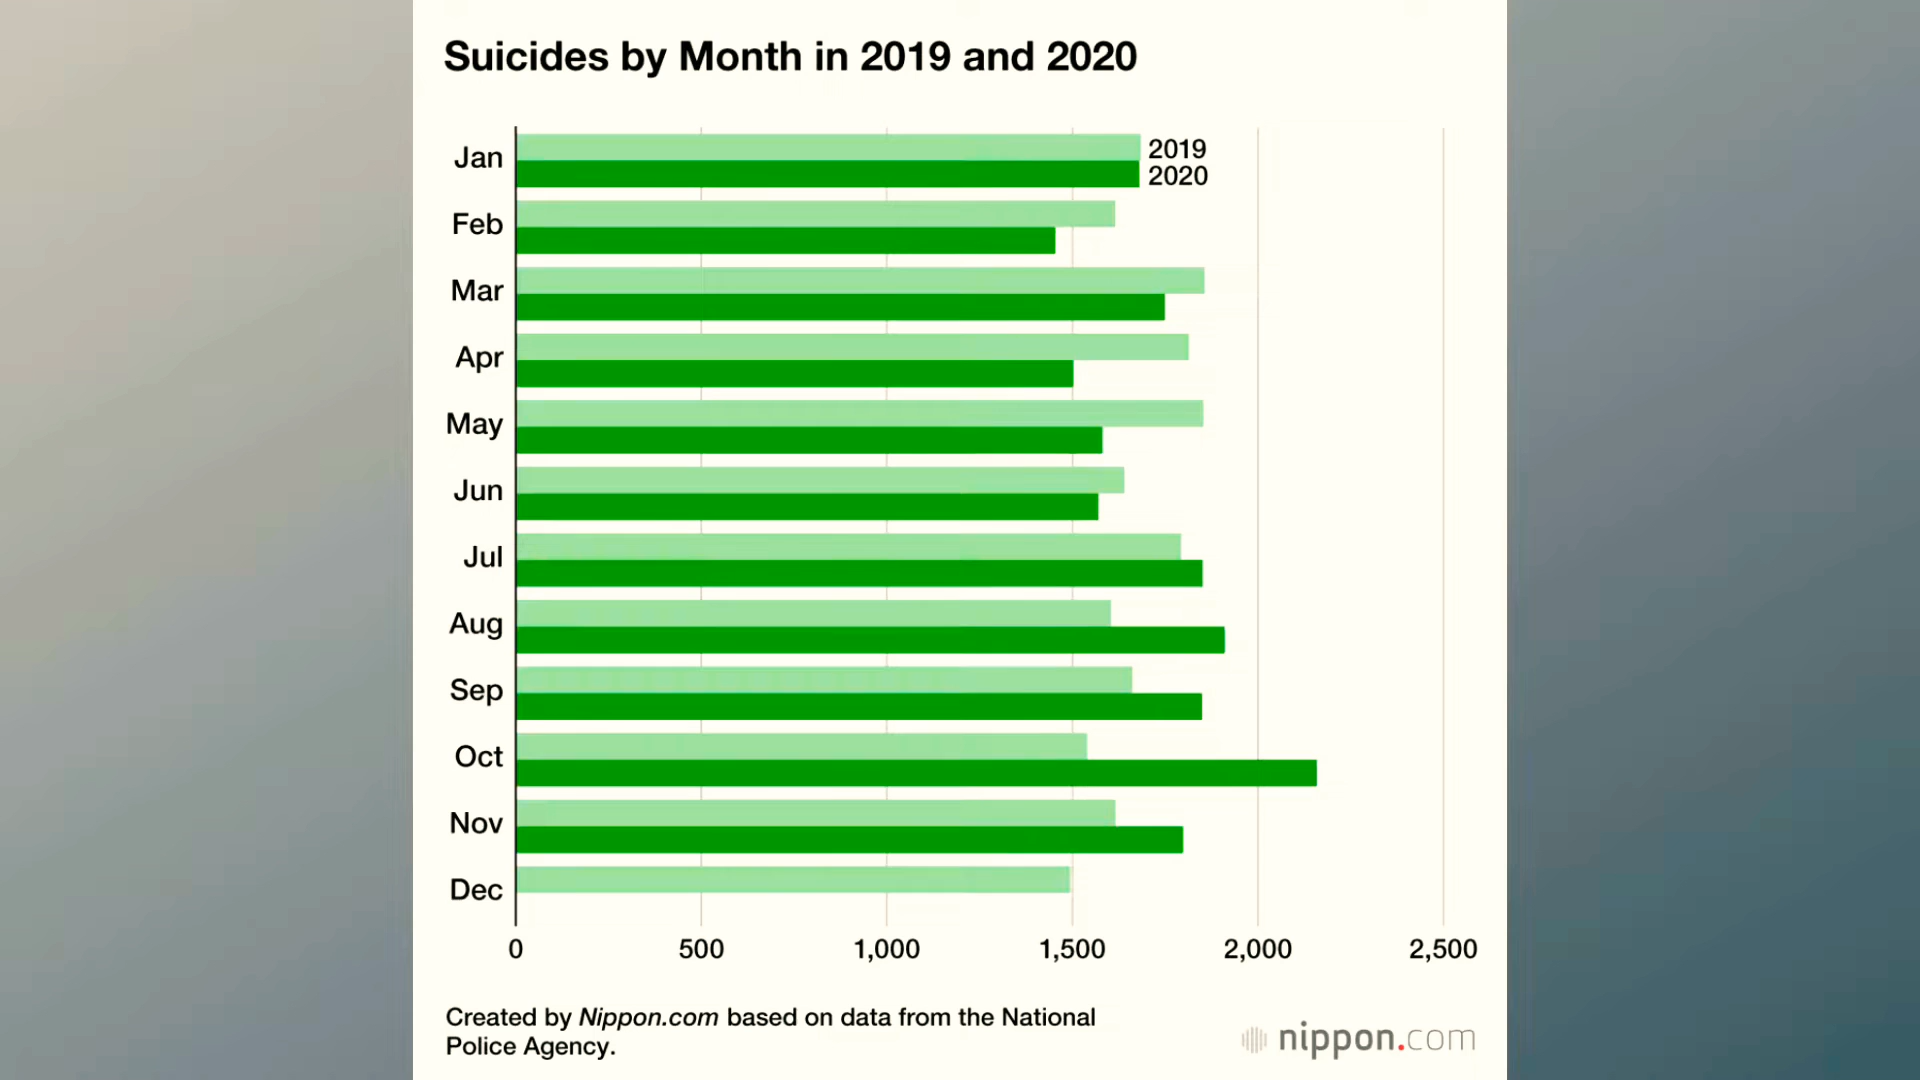 Suicides by Month in 2019 and 2020
Jan
2019
2020
Feb
Mar
Apr
May
Jun
Jul
Aug
Sep
Oct
Nov
Dec
0 500 1,000 1,500 2,000 2,500
Created by Nippon.com based on data from the National
Police Agency.
nippon.com